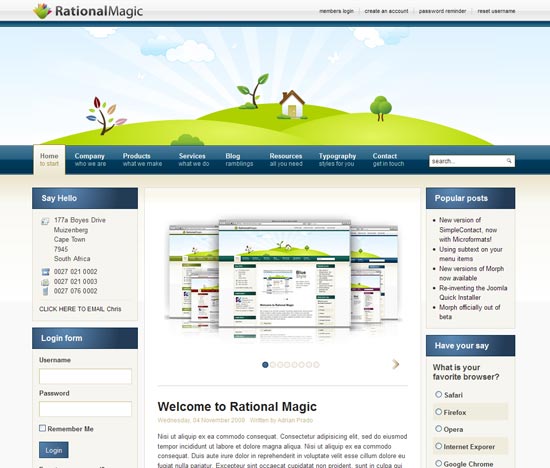 RationalMagic
members login
create an account
password reminder
reset username
Home
to start
Company
who we are
Products
what we make
Services
what we do
Blog
ramblings
Resources
all you need
Typography
styles for you
Contact
get in touch
search...
Say Hello
177a Boyes Drive
Muizenberg
Cape Town
7945
South Africa
0027 021 0002
0027 021 0003
0027 076 0002
CLICK HERE TO EMAIL Chris
Login form
Username
Password
Remember Me
Login
Blue
Style
Welcome to Rational Magic
Wednesday, 04 November 2009 Written by Adrian Prado
Nisi ut aliquip ex ea commodo consequat. Consectetur adipisicing elit, sed do eiusmod
tempor incididunt ut labore et dolore magna aliqua. Nisi ut aliquip ex ea commodo
consequat. Duis aute irure dolor in reprehenderit in voluptate velit esse cillum dolore eu
fugiat nulla pariatur. Excepteur sint occaecat cupidatat non proident, sunt in culpa qui
Popular posts
New version of
SimpleContact, now
with Microformats!
Using subtext on your
menu items
New versions of Morph
now available
Re-inventing the Joomla
Quick Installer
Morph officially out of
beta
Have your say
What is your
favorite browser?
Safari
Firefox
Opera
Internet Exporer
Google Chrome